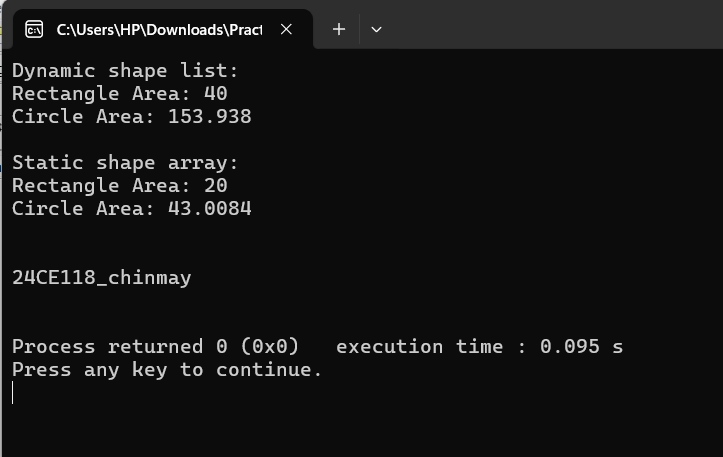 C:\Users\HP\Downloads\Pract
Dynamic shape list:
Rectangle Area: 40
Circle Area: 153.938
Static shape array:
Rectangle Area: 20
Circle Area: 43.0084
24CE118_chinmay
Process returned 0 (0x0)   execution time : 0.095 s
Press any key to continue.